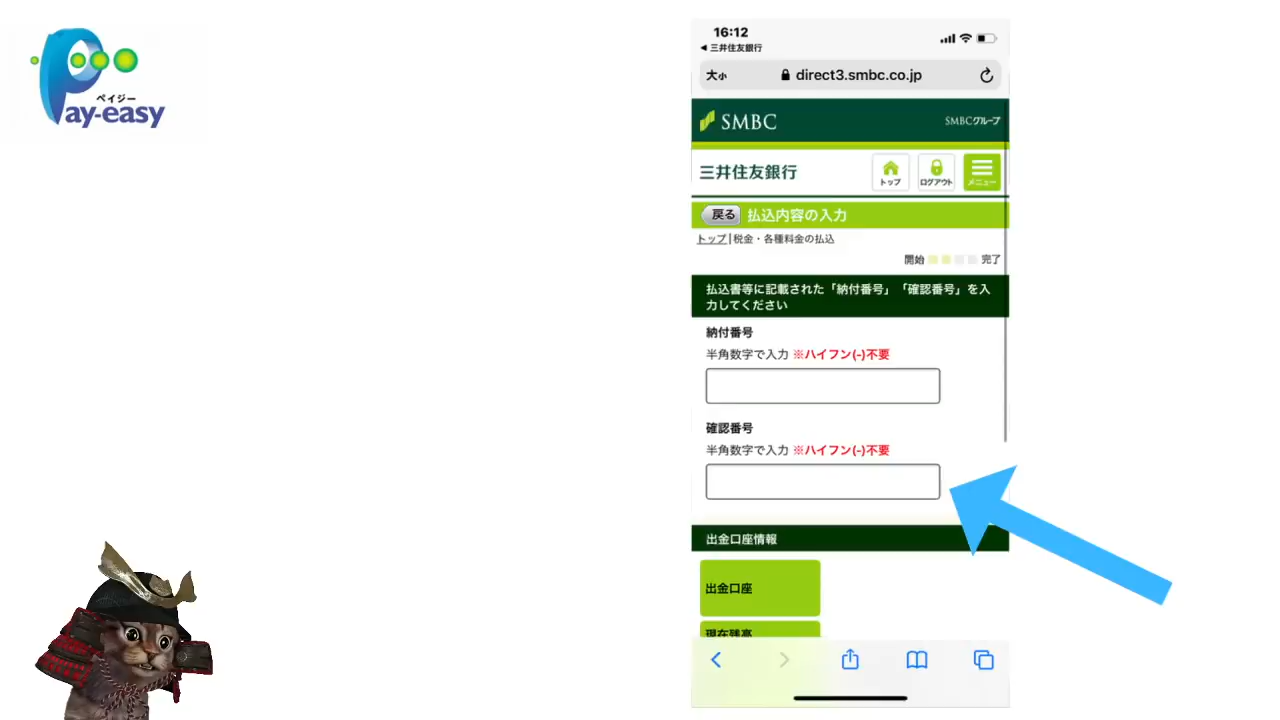 ペイジー
Pay-easy
16:12
◀ 三井住友銀行
大小 direct3.smbc.co.jp
SMBC SMBCグループ
三井住友銀行 トップ ログアウト メニュー
戻る 払込内容の入力
トップ|税金・各種料金の払込
開始 完了
払込書等に記載された「納付番号」「確認番号」を入
力してください
納付番号
半角数字で入力 ※ハイフン(-)不要
確認番号
半角数字で入力 ※ハイフン(-)不要
出金口座情報
出金口座
現在残高